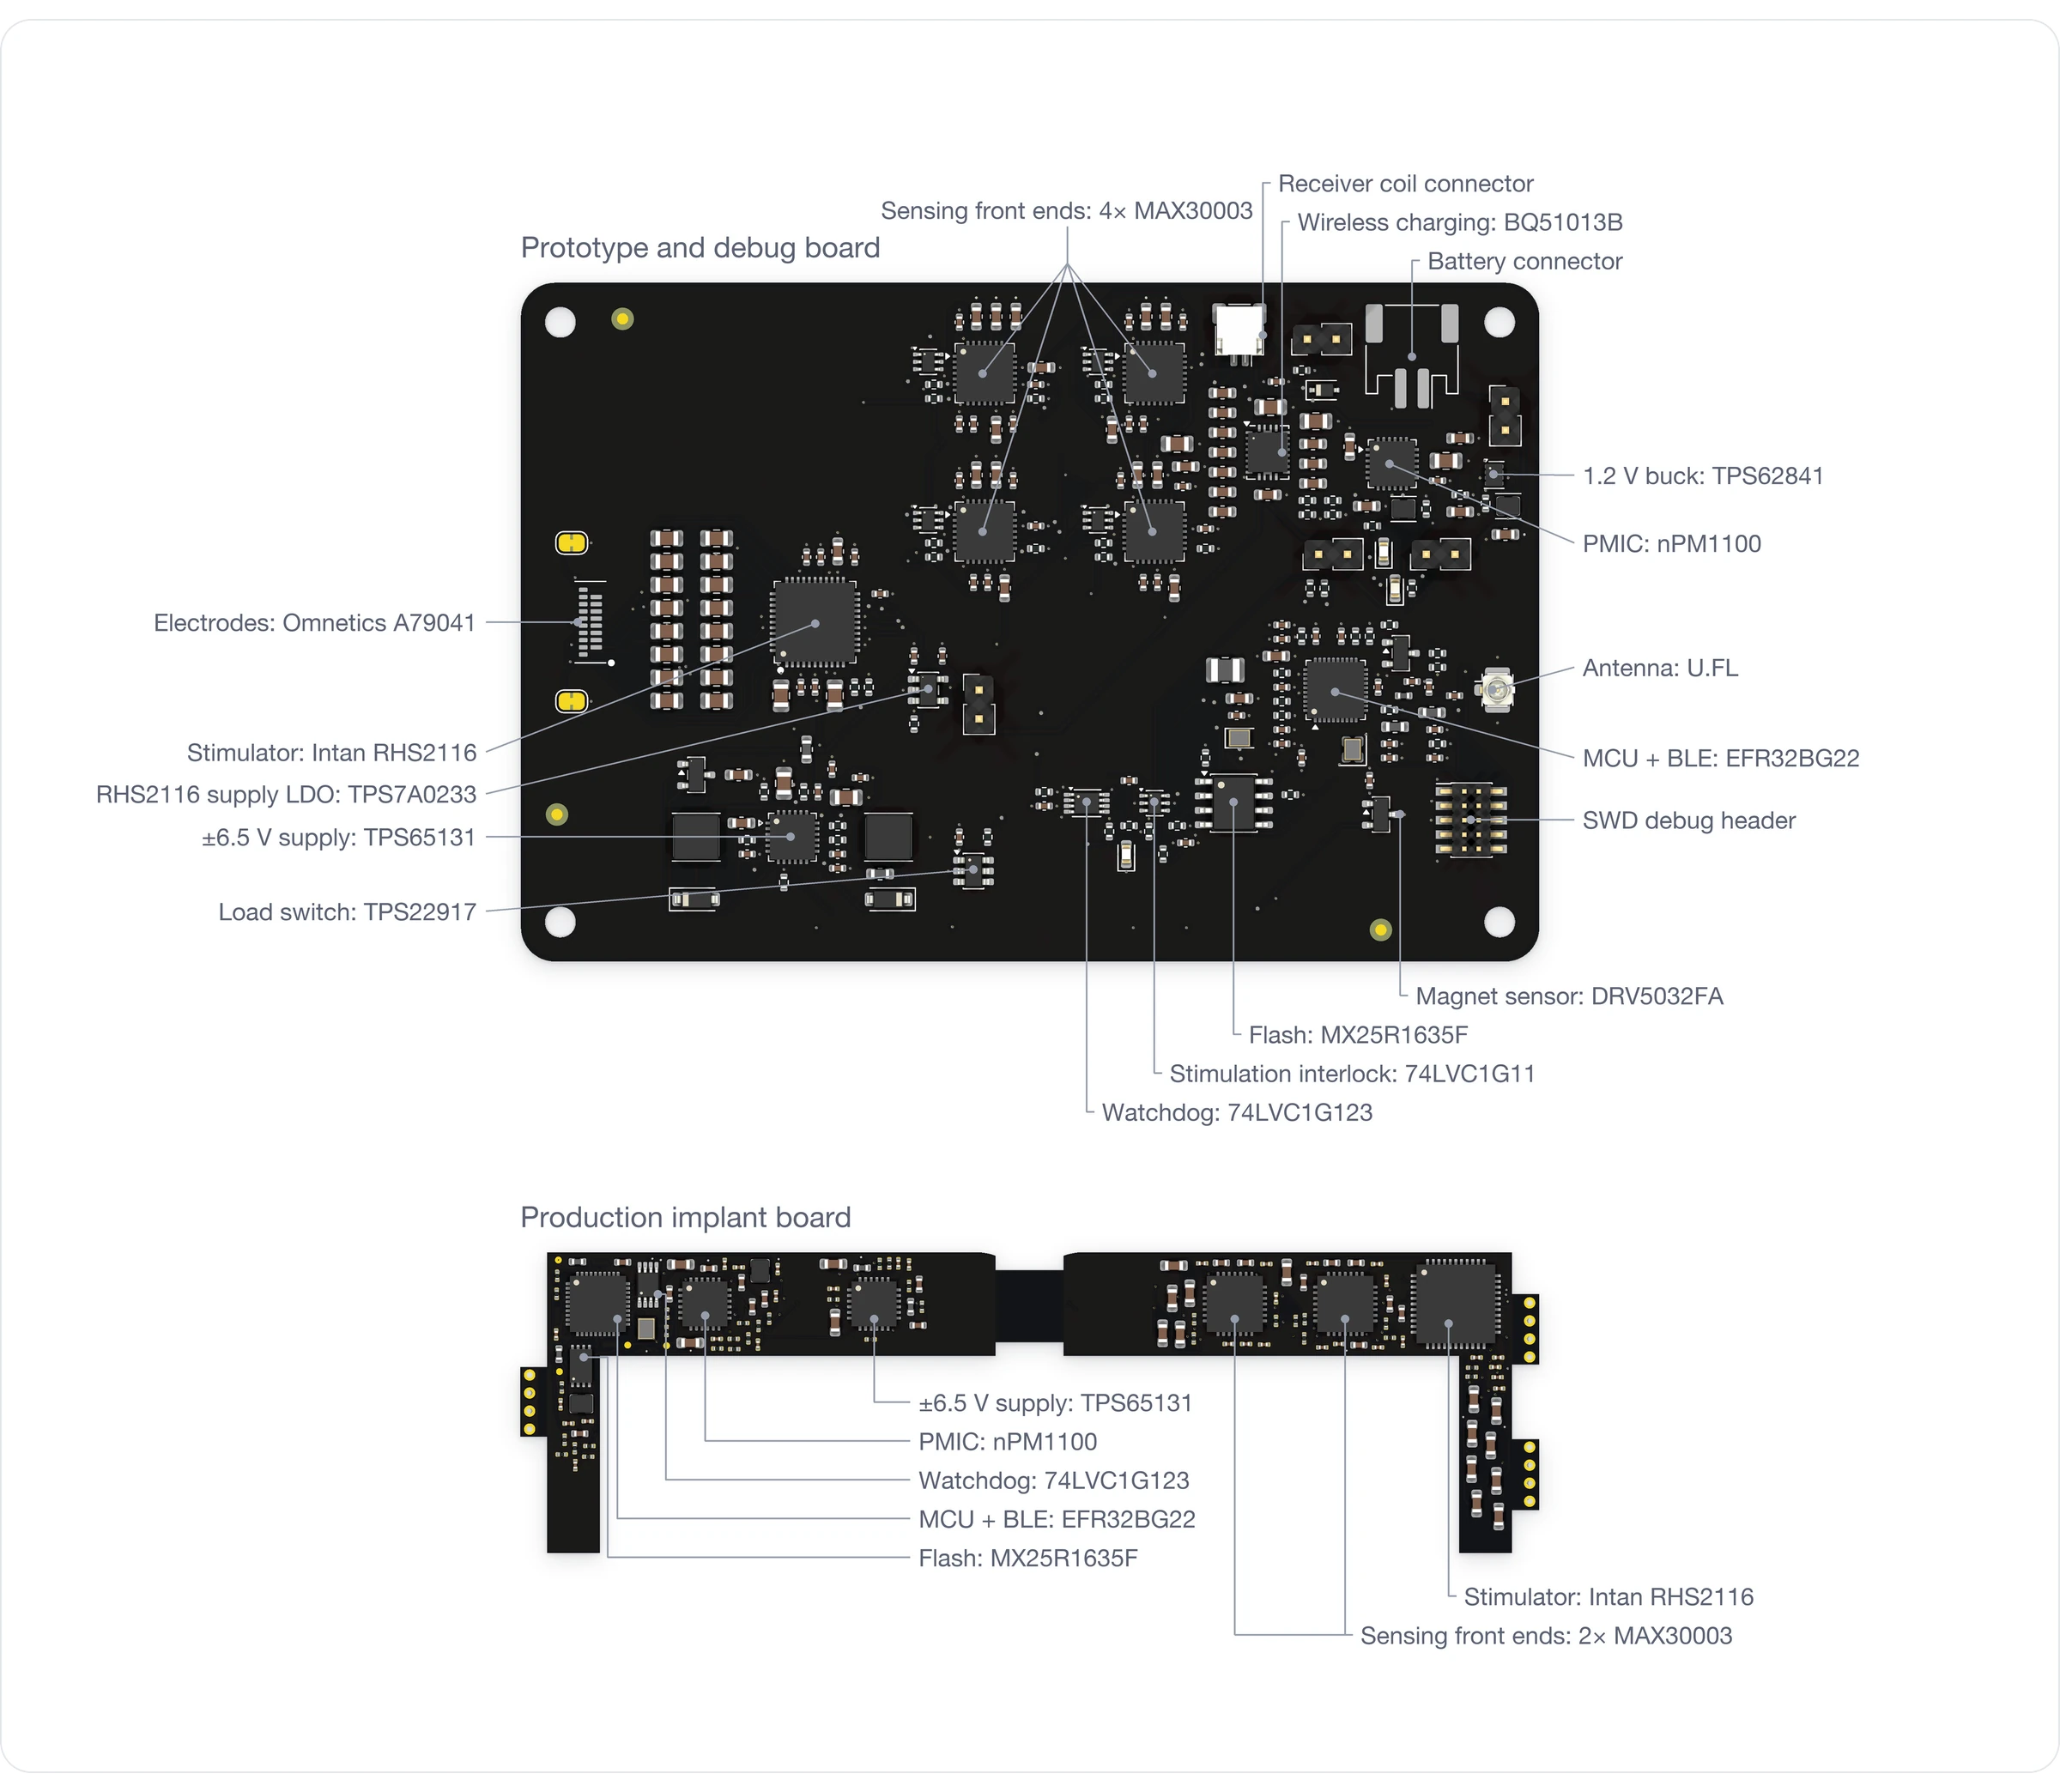 Receiver coil connector
Sensing front ends: 4× MAX30003
Wireless charging: BQ51013B
Prototype and debug board
Battery connector
1.2 V buck: TPS62841
PMIC: nPM1100
Electrodes: Omnetics A79041
Antenna: U.FL
Stimulator: Intan RHS2116
MCU + BLE: EFR32BG22
RHS2116 supply LDO: TPS7A0233
SWD debug header
±6.5 V supply: TPS65131
Load switch: TPS22917
Magnet sensor: DRV5032FA
Flash: MX25R1635F
Stimulation interlock: 74LVC1G11
Watchdog: 74LVC1G123
Production implant board
±6.5 V supply: TPS65131
PMIC: nPM1100
Watchdog: 74LVC1G123
MCU + BLE: EFR32BG22
Flash: MX25R1635F
Stimulator: Intan RHS2116
Sensing front ends: 2× MAX30003